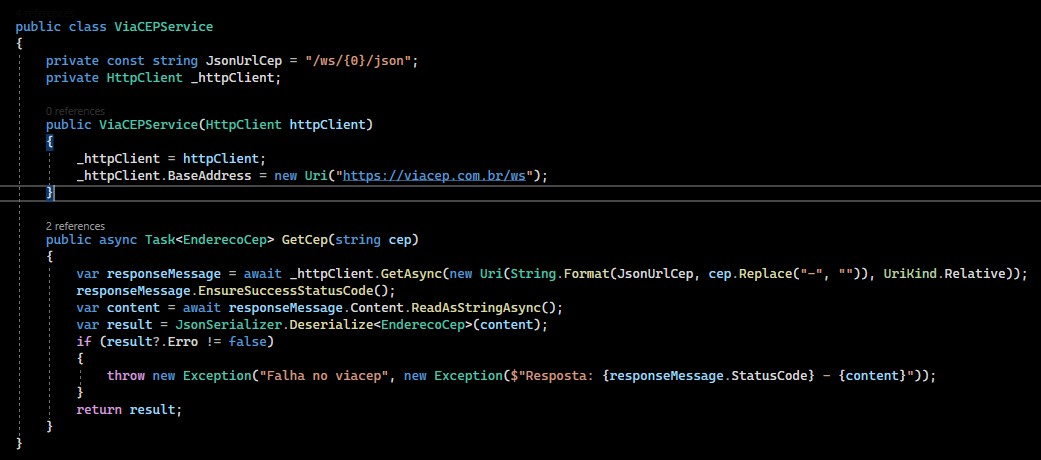 public class ViaCEPService
{
private const string JsonUrlCep = "/ws/{0}/json";
private HttpClient _httpClient;
0 references
public ViaCEPService(HttpClient httpClient)
{
_httpClient = httpClient;
_httpClient.BaseAddress = new Uri("https://viacep.com.br/ws");
}
2 references
public async Task<EnderecoCep> GetCep(string cep)
{
var responseMessage = await _httpClient.GetAsync(new Uri(String.Format(JsonUrlCep, cep.Replace("-", "")), UriKind.Relative));
responseMessage.EnsureSuccessStatusCode();
var content = await responseMessage.Content.ReadAsStringAsync();
var result = JsonSerializer.Deserialize<EnderecoCep>(content);
if (result?.Erro != false)
{
throw new Exception("Falha no viacep", new Exception($"Resposta: {responseMessage.StatusCode} - {content}"));
}
return result;
}
}